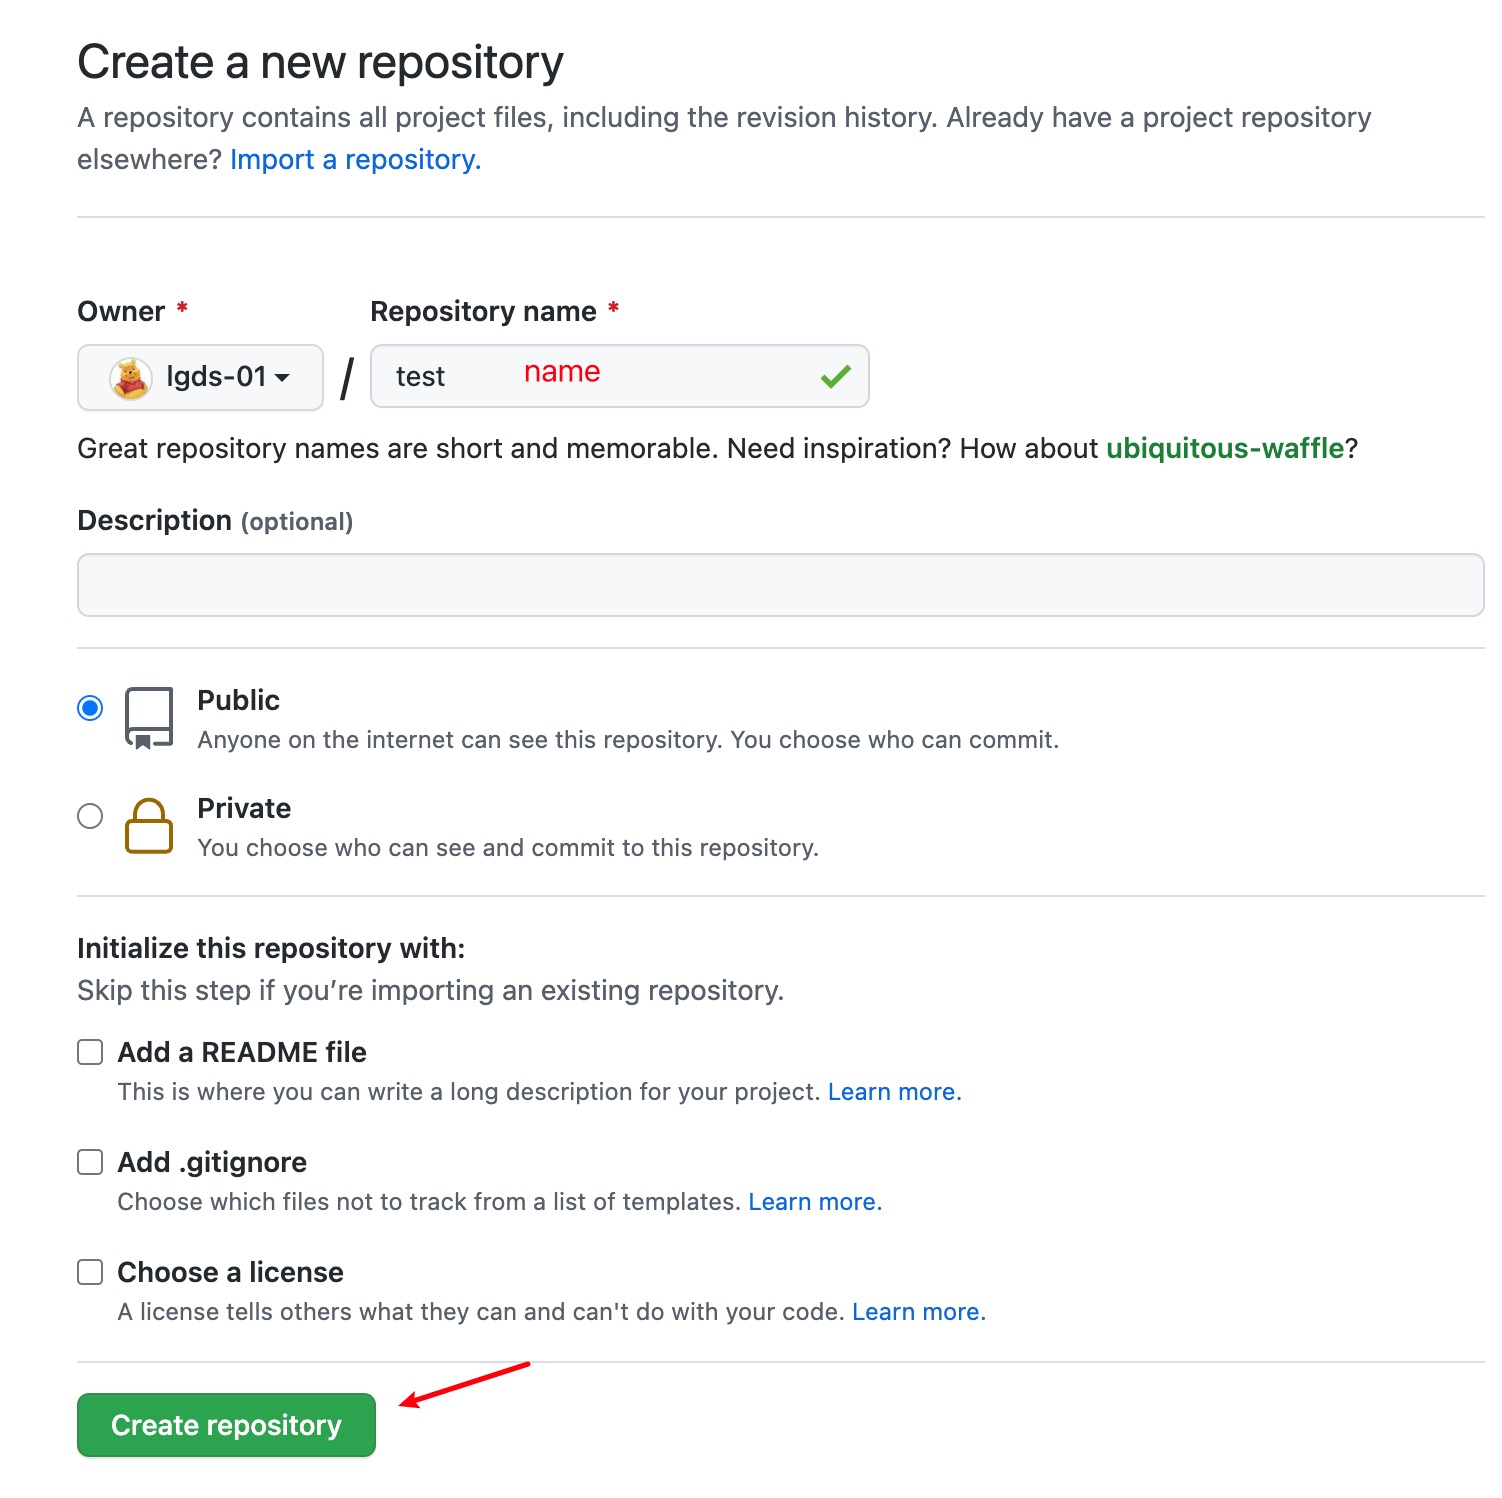 Create a new repository
A repository contains all project files, including the revision history. Already have a project repository
elsewhere? Import a repository.
Owner *
Repository name *
lgds-01 / test name
Great repository names are short and memorable. Need inspiration? How about ubiquitous-waffle?
Description (optional)
Public
Anyone on the internet can see this repository. You choose who can commit.
Private
You choose who can see and commit to this repository.
Initialize this repository with:
Skip this step if you’re importing an existing repository.
Add a README file
This is where you can write a long description for your project. Learn more.
Add .gitignore
Choose which files not to track from a list of templates. Learn more.
Choose a license
A license tells others what they can and can't do with your code. Learn more.
Create repository